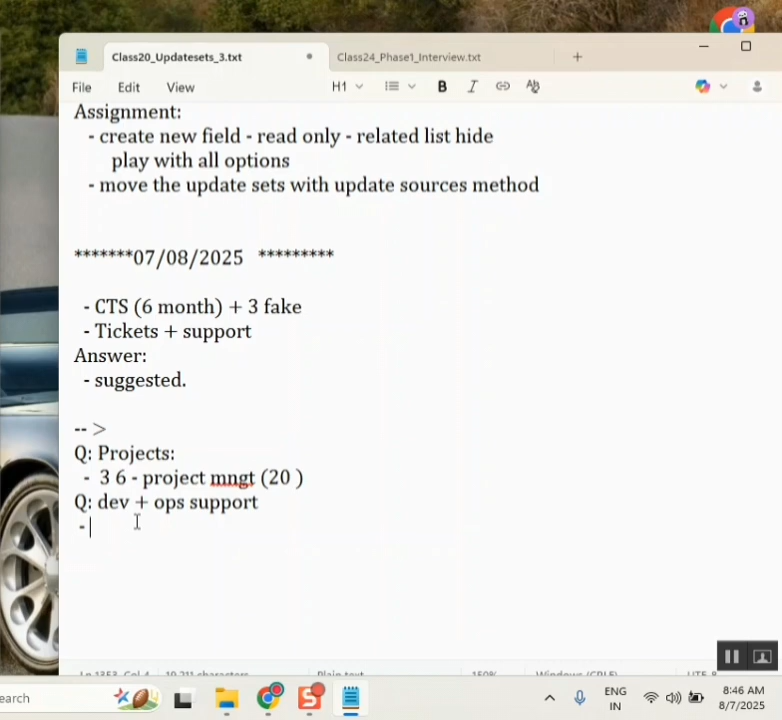 Class20_Updatesets_3.txt
Class24_Phase1_Interview.txt
File Edit View
H1
B I
Assignment:
- create new field - read only - related list hide
play with all options
- move the update sets with update sources method
*******07/08/2025 *********
- CTS (6 month) + 3 fake
- Tickets + support
Answer:
- suggested.
-- >
Q: Projects:
- 3 6 - project mngt (20 )
Q: dev + ops support
-
earch
ENG
IN
8:46 AM
8/7/2025